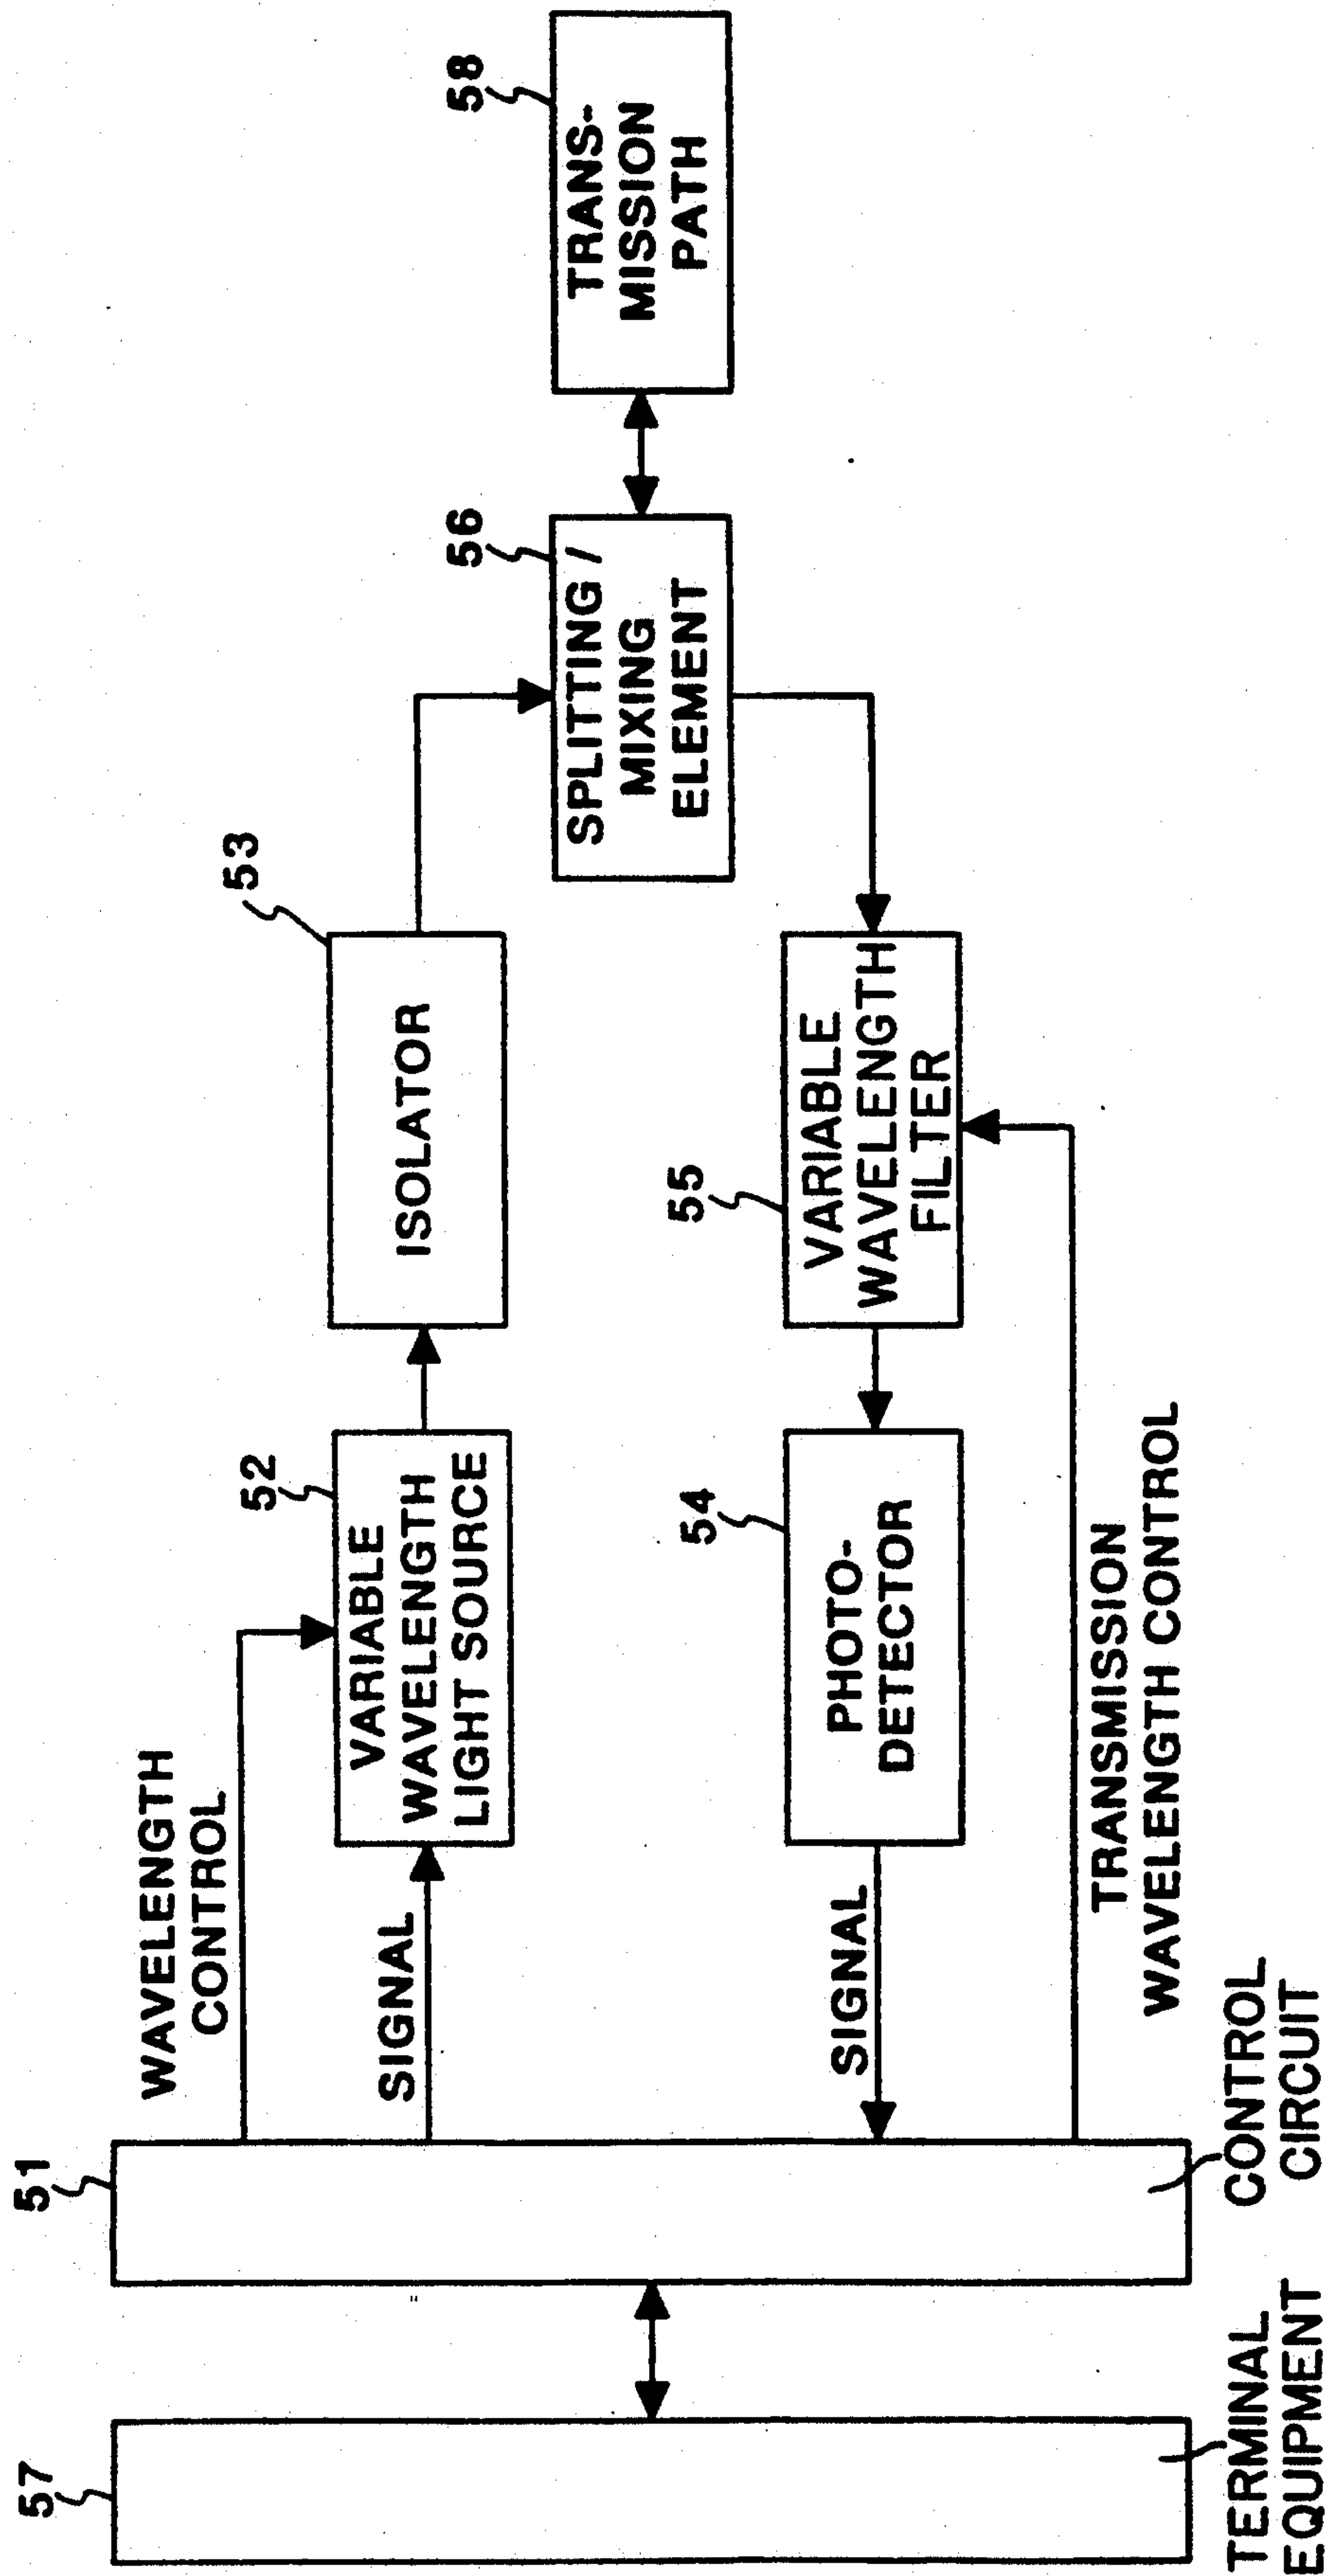 57
51
WAVELENGTH
CONTROL
52
53
56
58
SIGNAL
VARIABLE
WAVELENGTH
LIGHT SOURCE
ISOLATOR
SPLITTING /
MIXING
ELEMENT
TRANS-
MISSION
PATH
54
55
SIGNAL
PHOTO-
DETECTOR
VARIABLE
WAVELENGTH
FILTER
TRANSMISSION
WAVELENGTH CONTROL
TERMINAL
EQUIPMENT
CONTROL
CIRCUIT